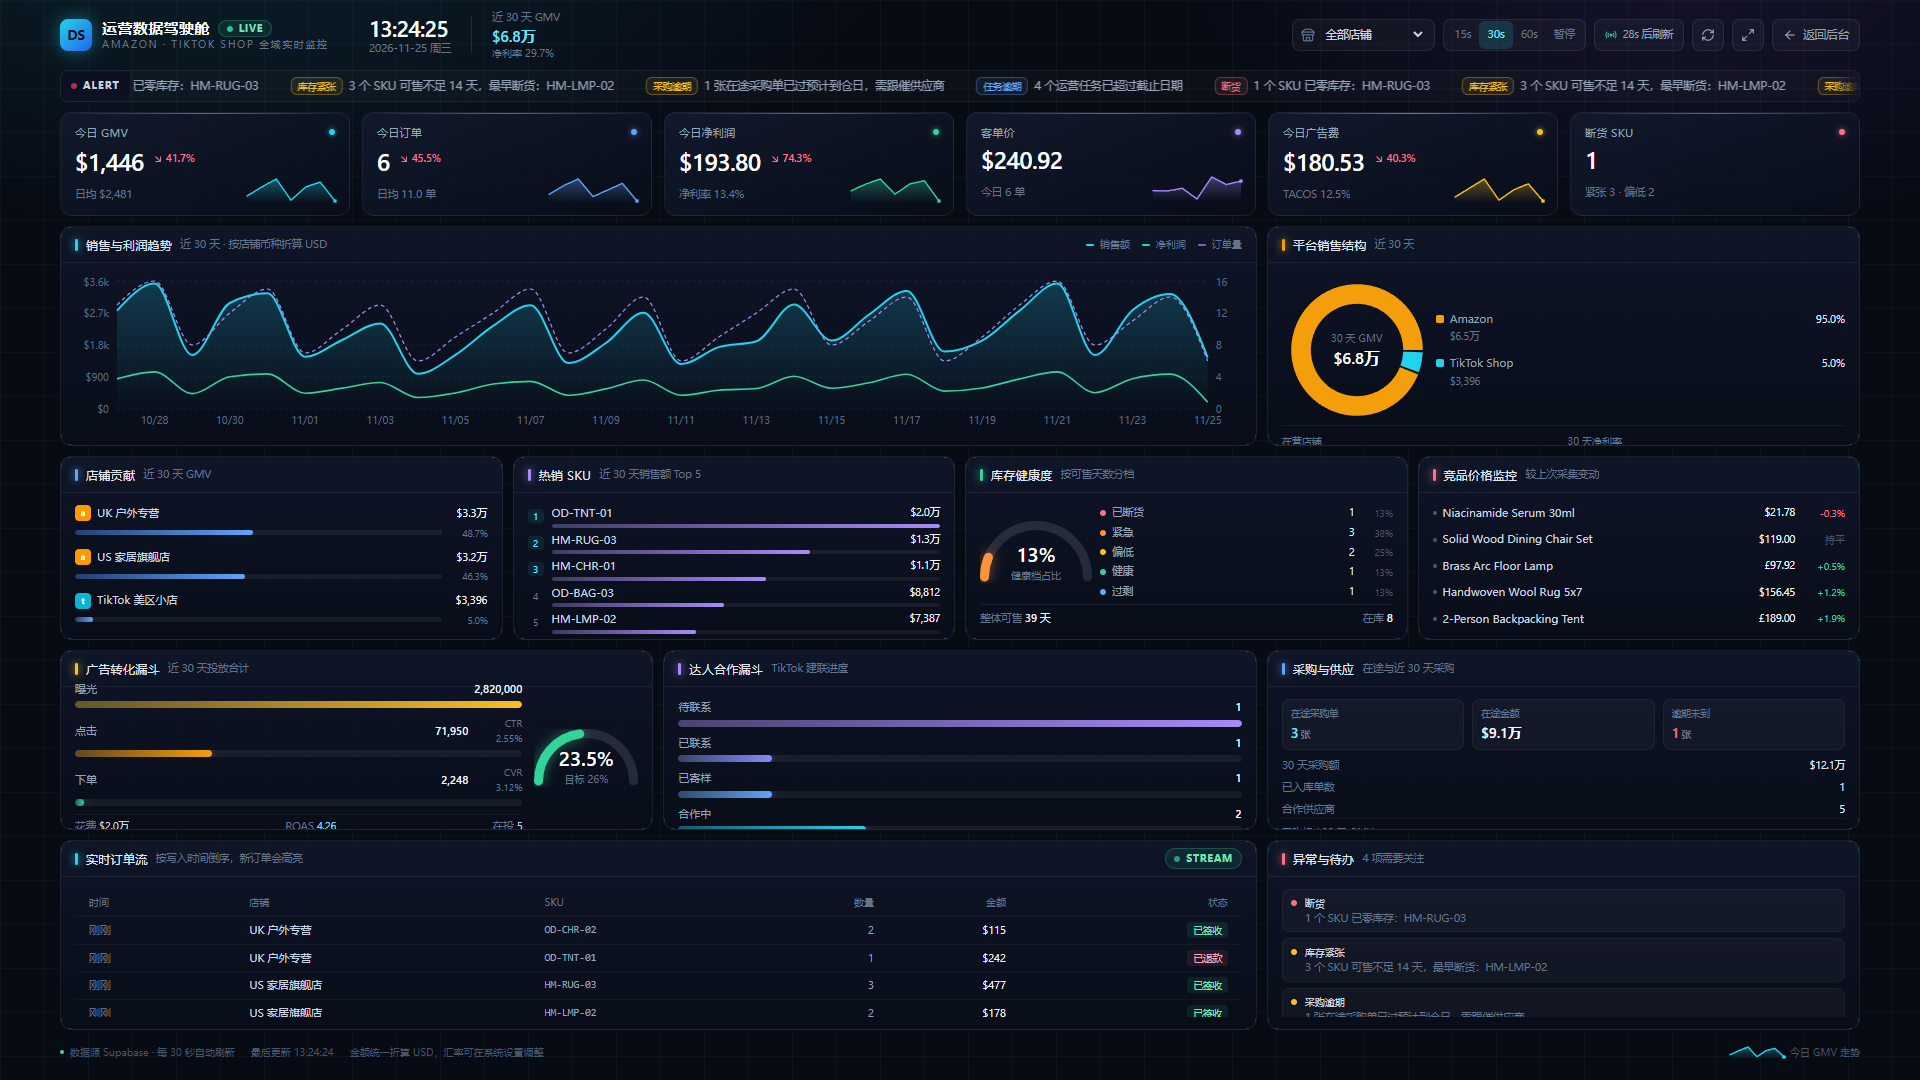 DS
运营数据驾驶舱
LIVE
AMAZON · TIKTOK SHOP 全域实时监控
13:24:25
2026-11-25 周三
近 30 天 GMV
$6.8万
净利率 29.7%
全部店铺
15s
30s
60s
暂停
28s 后刷新
返回后台
ALERT
已零库存：HM-RUG-03
库存紧张
3 个 SKU 可售不足 14 天，最早断货：HM-LMP-02
采购逾期
1 张在途采购单已过预计到仓日，需跟催供应商
任务逾期
4 个运营任务已超过截止日期
断货
1 个 SKU 已零库存：HM-RUG-03
库存紧张
3 个 SKU 可售不足 14 天，最早断货：HM-LMP-02
今日 GMV
$1,446
↘ 41.7%
日均 $2,481
今日订单
6
↘ 45.5%
日均 11.0 单
今日净利润
$193.80
↘ 74.3%
净利率 13.4%
客单价
$240.92
今日 6 单
今日广告费
$180.53
↘ 40.3%
TACOS 12.5%
断货 SKU
1
紧张 3 · 偏低 2
销售与利润趋势
近 30 天 · 按店铺币种折算 USD
销售额
净利润
订单量
$3.6k
$2.7k
$1.8k
$900
$0
16
12
8
4
0
10/28
10/30
11/01
11/03
11/05
11/07
11/09
11/11
11/13
11/15
11/17
11/19
11/21
11/23
11/25
平台销售结构
近 30 天
30 天 GMV
$6.8万
Amazon
95.0%
$6.5万
TikTok Shop
5.0%
$3,396
在营店铺
30 天净利率
店铺贡献
近 30 天 GMV
a
UK 户外专营
$3.3万
48.7%
a
US 家居旗舰店
$3.2万
46.3%
t
TikTok 美区小店
$3,396
5.0%
热销 SKU
近 30 天销售额 Top 5
1
OD-TNT-01
$2.0万
2
HM-RUG-03
$1.3万
3
HM-CHR-01
$1.1万
4
OD-BAG-03
$8,812
5
HM-LMP-02
$7,387
库存健康度
按可售天数分档
13%
健康档占比
已断货
1
13%
紧急
3
38%
偏低
2
25%
健康
1
13%
过剩
1
13%
整体可售 39 天
在库 8
竞品价格监控
较上次采集变动
Niacinamide Serum 30ml
$21.78
-0.3%
Solid Wood Dining Chair Set
$119.00
持平
Brass Arc Floor Lamp
£97.92
+0.5%
Handwoven Wool Rug 5x7
$156.45
+1.2%
2-Person Backpacking Tent
£189.00
+1.9%
广告转化漏斗
近 30 天投放合计
曝光
2,820,000
点击
71,950
CTR
2.55%
下单
2,248
CVR
3.12%
23.5%
目标 26%
花费 $2.0万
ROAS 4.26
在投 5
达人合作漏斗
TikTok 建联进度
待联系
1
已联系
1
已寄样
1
合作中
2
采购与供应
在途与近 30 天采购
在途采购单
3 张
在途金额
$9.1万
逾期未到
1 张
30 天采购额
$12.1万
已入库单数
1
合作供应商
5
实时订单流
按写入时间倒序，新订单会高亮
STREAM
时间
店铺
SKU
数量
金额
状态
刚刚
UK 户外专营
OD-CHR-02
2
$115
已签收
刚刚
UK 户外专营
OD-TNT-01
1
$242
已退款
刚刚
US 家居旗舰店
HM-RUG-03
3
$477
已签收
刚刚
US 家居旗舰店
HM-LMP-02
2
$178
已签收
异常与待办
4 项需要关注
断货
1 个 SKU 已零库存：HM-RUG-03
库存紧张
3 个 SKU 可售不足 14 天，最早断货：HM-LMP-02
采购逾期
1 张在途采购单已过预计到仓日，需跟催供应商
数据源 Supabase · 每 30 秒自动刷新
最后更新 13:24:24
金额统一折算 USD，汇率可在系统设置调整
今日 GMV 走势